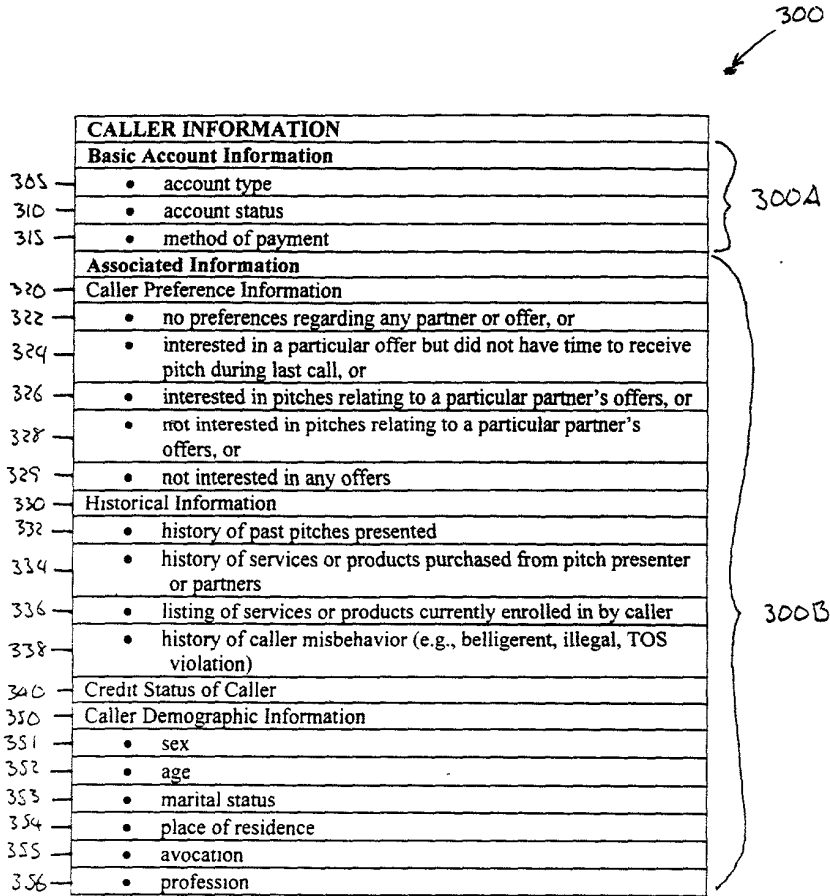 300
CALLER INFORMATION
Basic Account Information
305 • account type
300A
310 • account status
315 • method of payment
Associated Information
320 Caller Preference Information
322 • no preferences regarding any partner or offer, or
324 • interested in a particular offer but did not have time to receive
pitch during last call, or
326 • interested in pitches relating to a particular partner's offers, or
328 • not interested in pitches relating to a particular partner's
offers, or
329 • not interested in any offers
330 Historical Information
332 • history of past pitches presented
334 • history of services or products purchased from pitch presenter
or partners
336 • listing of services or products currently enrolled in by caller
300B
338 • history of caller misbehavior (e.g., belligerent, illegal, TOS
violation)
340 Credit Status of Caller
350 Caller Demographic Information
351 • sex
352 • age
353 • marital status
354 • place of residence
355 • avocation
356 • profession